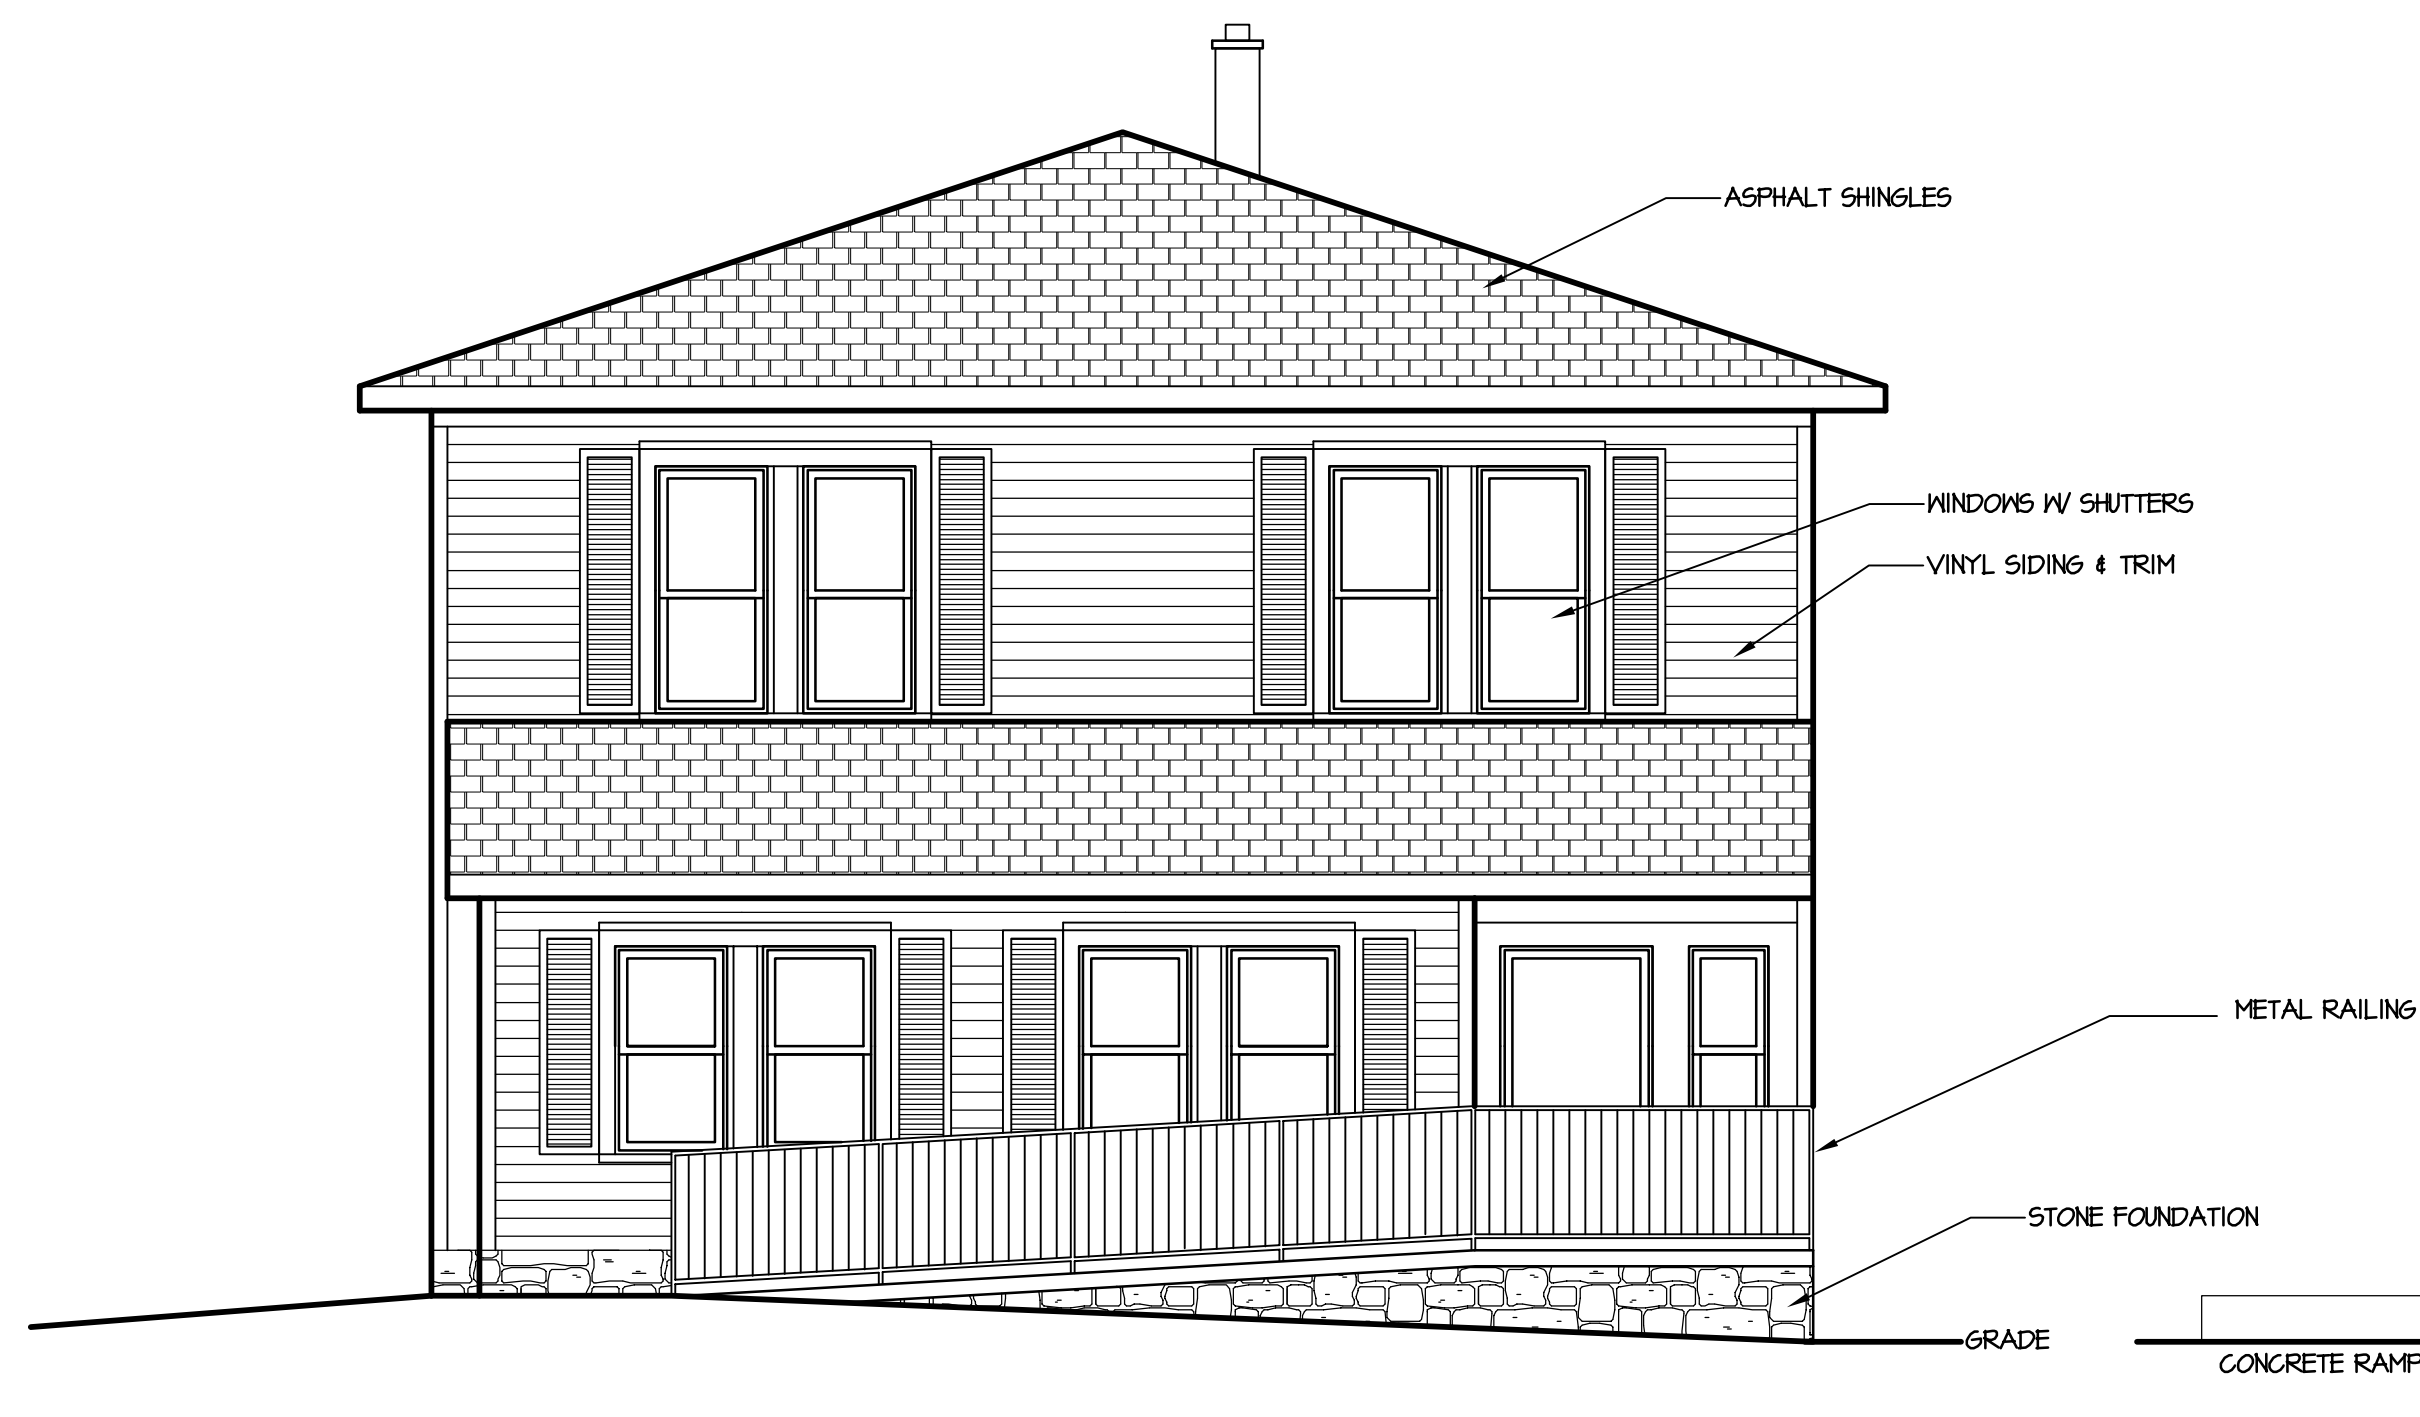 ASPHALT SHINGLES
WINDOWS W/ SHUTTERS
VINYL SIDING & TRIM
METAL RAILING
STONE FOUNDATION
GRADE
CONCRETE RAMP